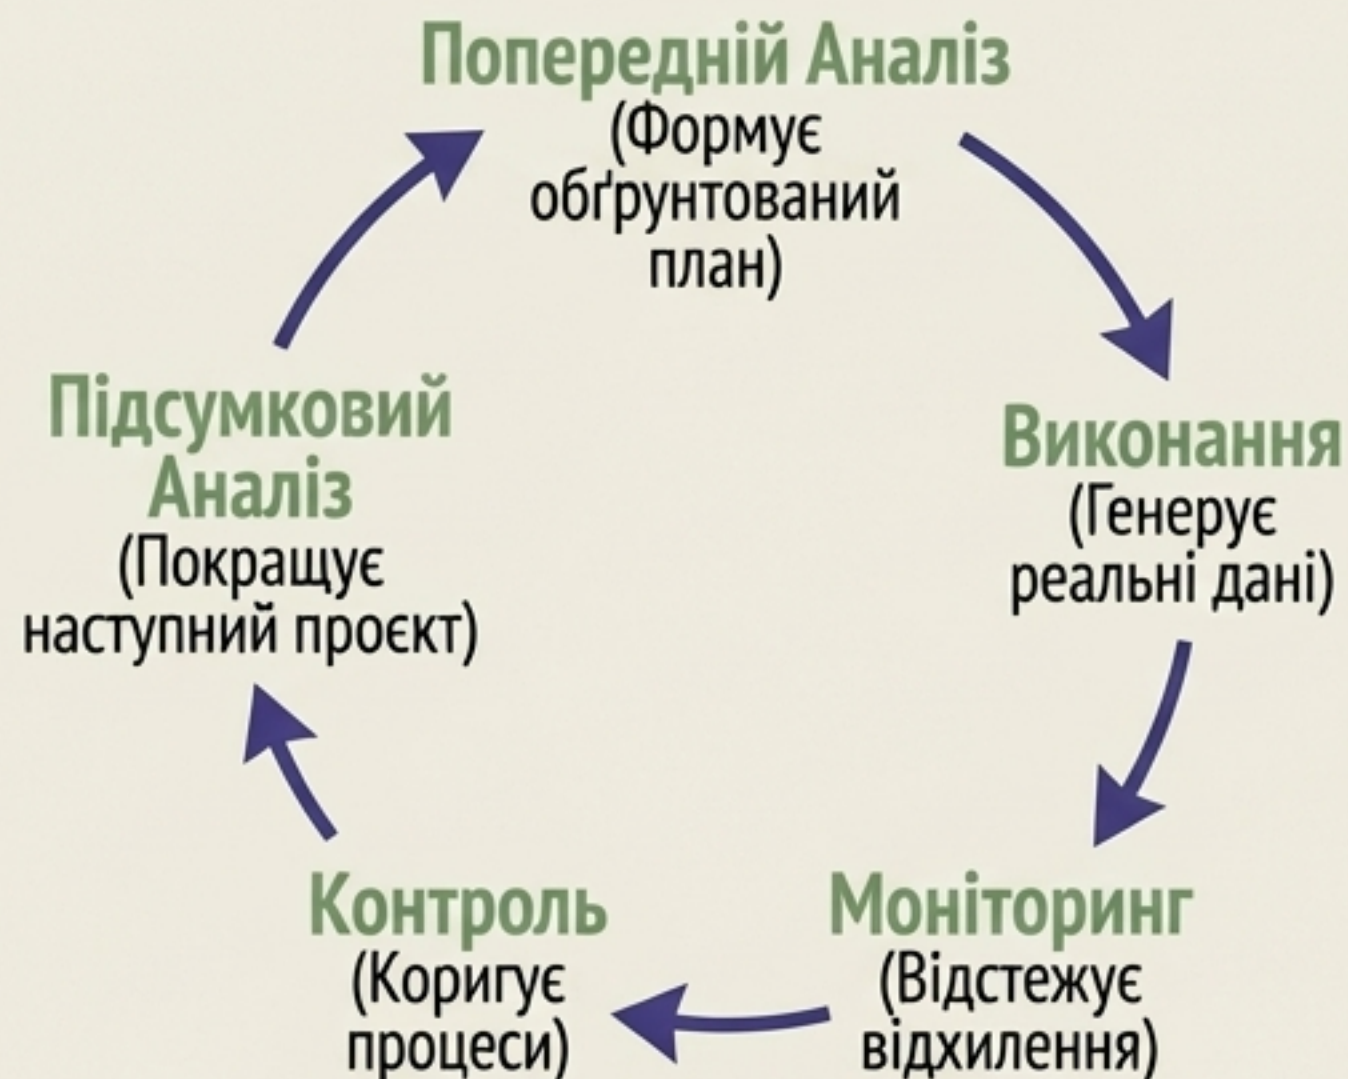 Попередній Аналіз
(Формує
обґрунтований
план)
Виконання
(Генерує
реальні дані)
Моніторинг
(Відстежує
відхилення)
Контроль
(Коригує
процеси)
Підсумковий
Аналіз
(Покращує
наступний проєкт)